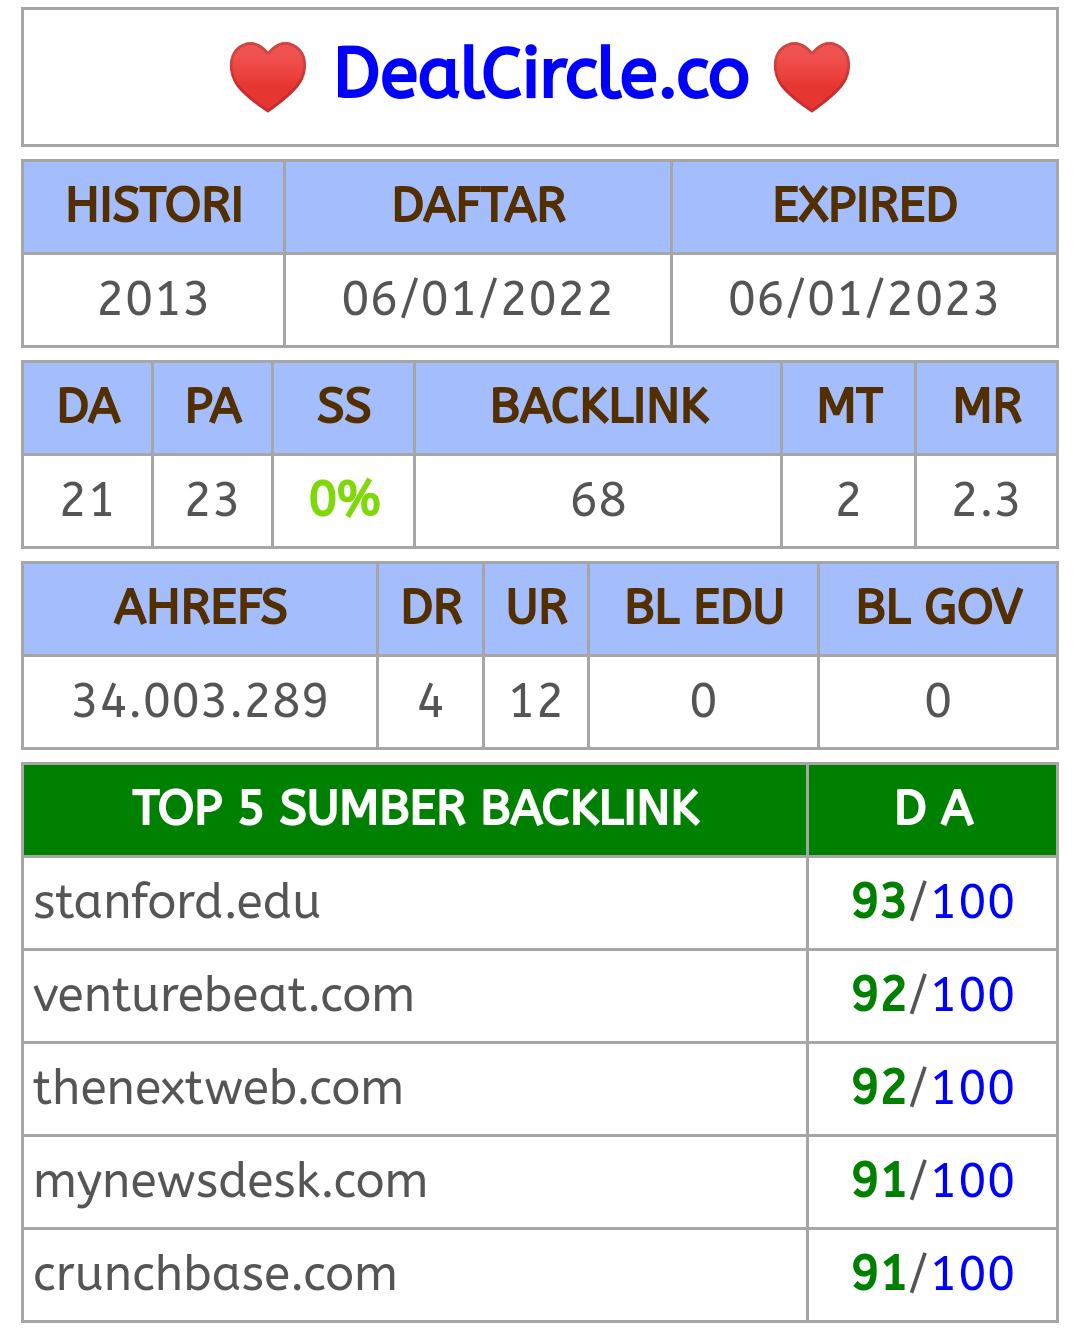 DealCircle.co
HISTORI DAFTAR EXPIRED
2013 06/01/2022 06/01/2023
DA PA SS BACKLINK MT MR
21 23 0% 68 2 2.3
AHREFS DR UR BL EDU BL GOV
34.003.289 4 12 0 0
TOP 5 SUMBER BACKLINK D A
stanford.edu 93/100
venturebeat.com 92/100
thenextweb.com 92/100
mynewsdesk.com 91/100
crunchbase.com 91/100